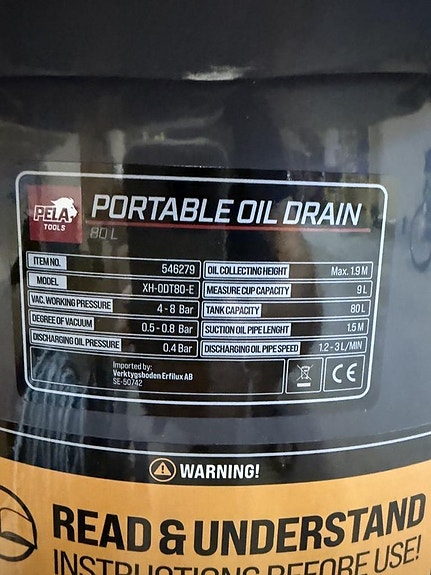 PELA
TOOLS
PORTABLE OIL DRAIN
80 L
ITEM NO. 546279
MODEL XH-ODT80-E
VAC. WORKING PRESSURE 4-8 Bar
DEGREE OF VACUUM 0.5-0.8 Bar
DISCHARGING OIL PRESSURE 0.4 Bar
OIL COLLECTING HEIGHT Max. 1.9 M
MEASURE CUP CAPACITY 9 L
TANK CAPACITY 80 L
SUCTION OIL PIPE LENGHT 1.5 M
DISCHARGING OIL PIPE SPEED 1.2-3 L/MIN
Imported by:
Verktygsboden Erfilux AB
SE-50742
CE
WARNING!
READ & UNDERSTAND
INSTRUCTIONS BEFORE USE!